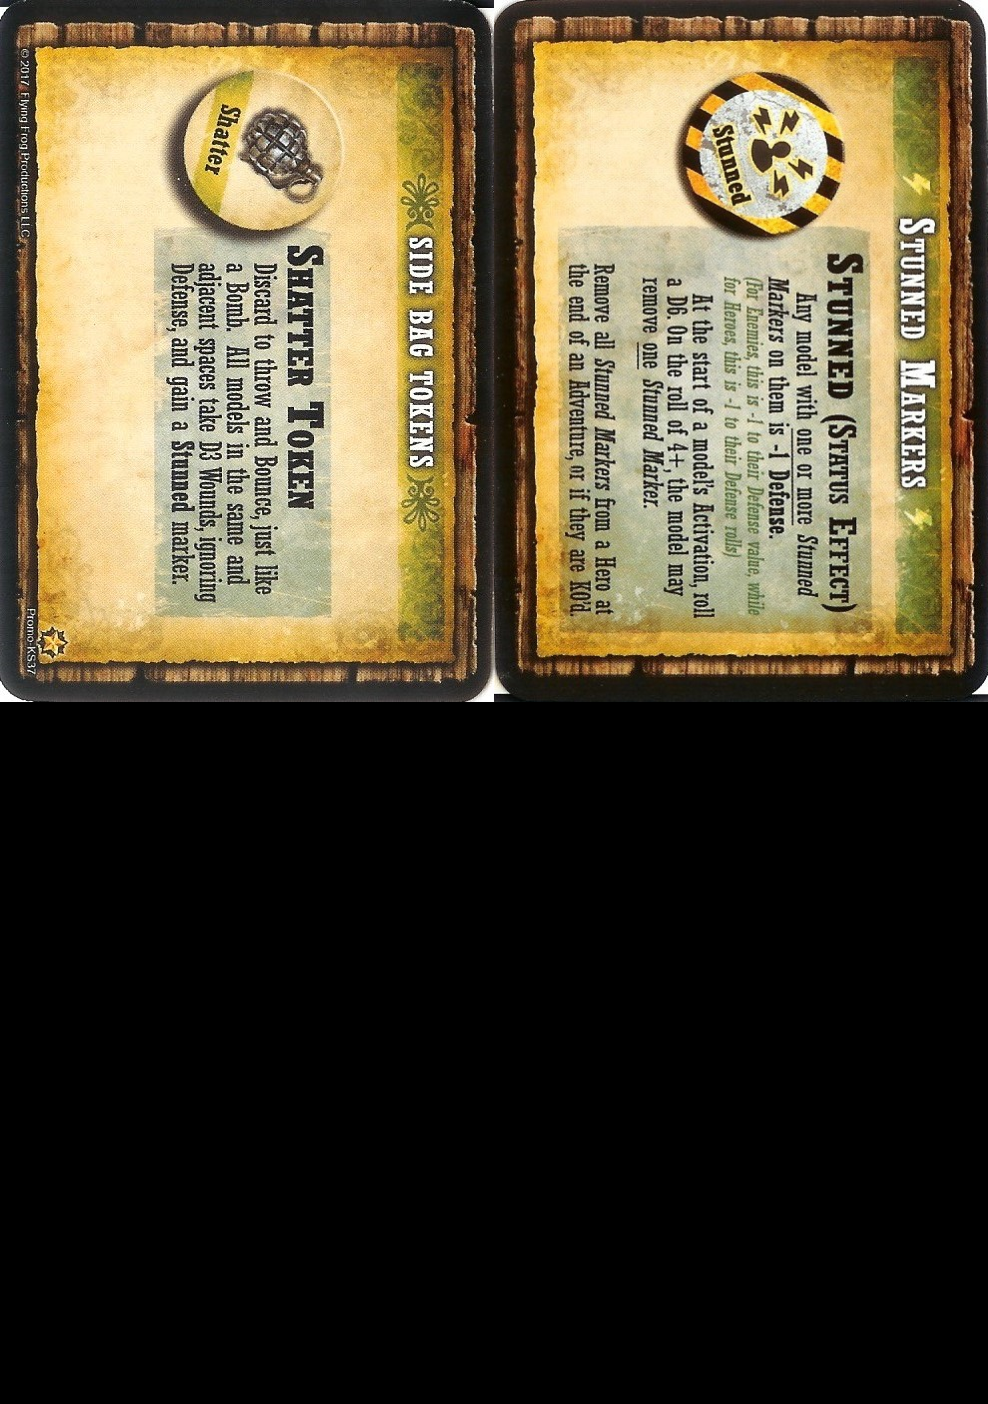 SIDE BAG TOKENS
Shatter
SHATTER TOKEN
Discard to throw and Bounce, just like
a Bomb. All models in the same and
adjacent spaces take D3 Wounds, ignoring
Defense, and gain a Stunned marker.
© 2017 Flying Frog Productions LLC
Promo-KS37
STUNNED MARKERS
Stunned
STUNNED (STATUS EFFECT)
Any model with one or more Stunned
Markers on them is -1 Defense.
(For Enemies, this is -1 to their Defense value, while
for Heroes, this is -1 to their Defense rolls)
At the start of a model's Activation, roll
a D6. On the roll of 4+, the model may
remove one Stunned Marker.
Remove all Stunned Markers from a Hero at
the end of an Adventure, or if they are KO'd.